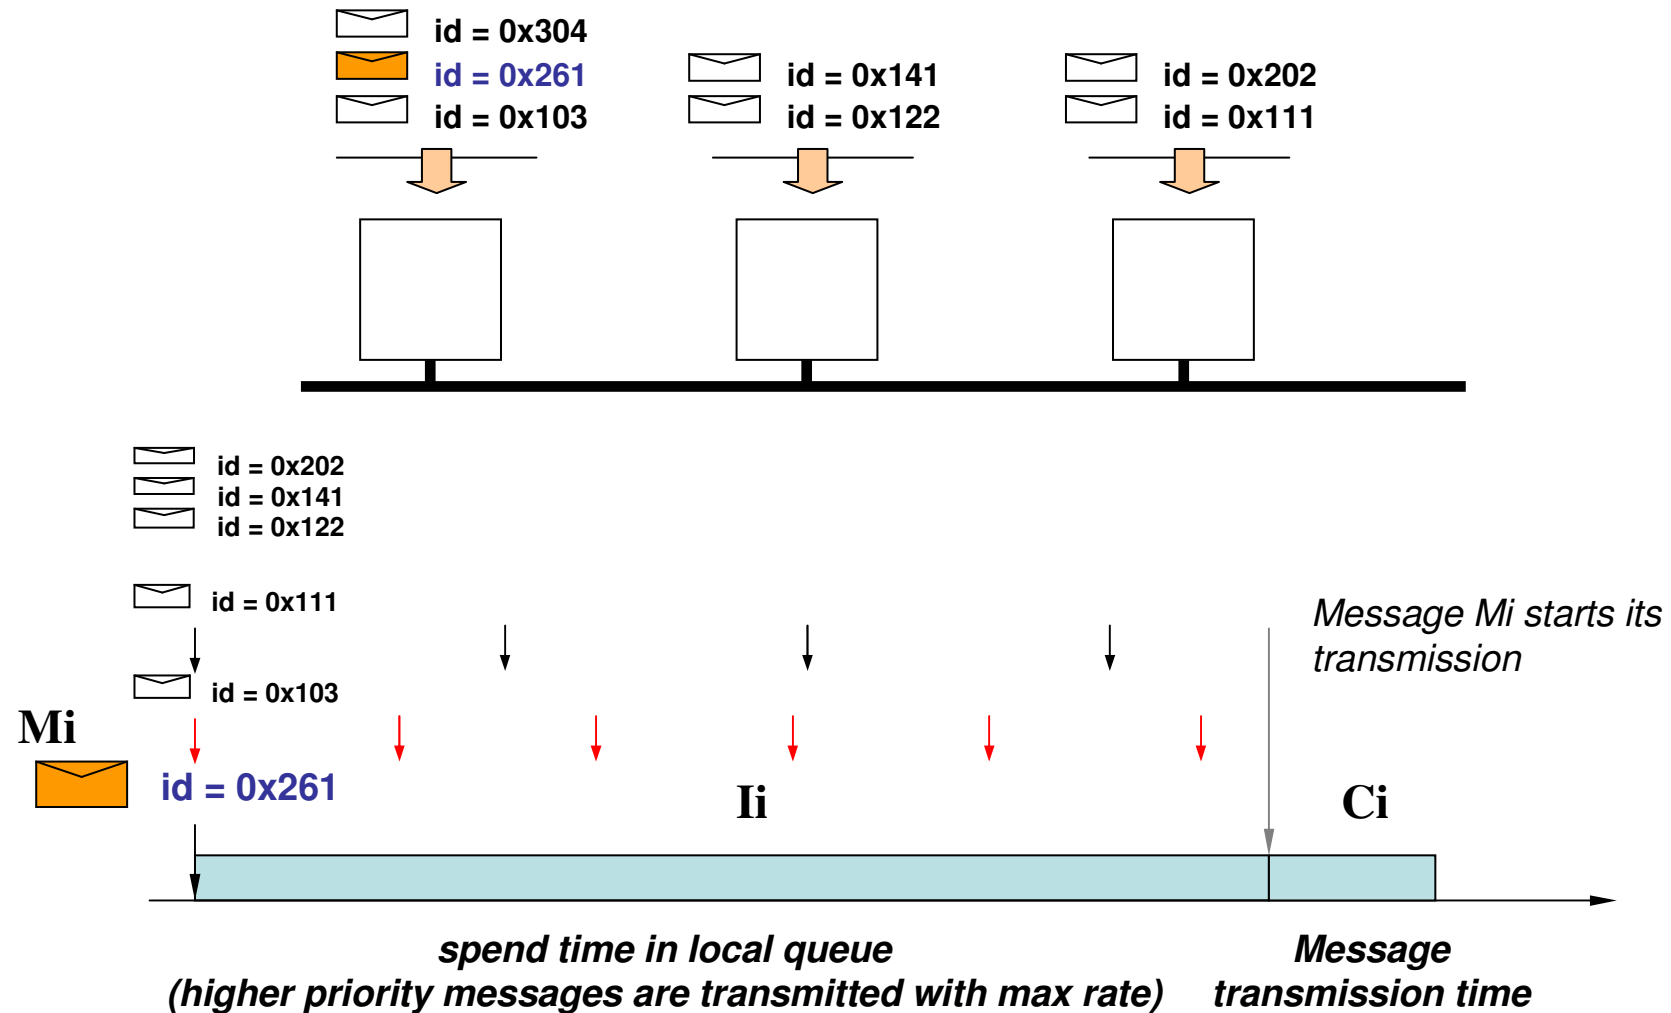 id = 0x304
id = 0x261
id = 0x103
id = 0x141
id = 0x122
id = 0x202
id = 0x111
id = 0x202
id = 0x141
id = 0x122
id = 0x111
id = 0x103
Mi
id = 0x261
Message Mi starts its
transmission
Ii
Ci
spend time in local queue
(higher priority messages are transmitted with max rate)
Message
transmission time